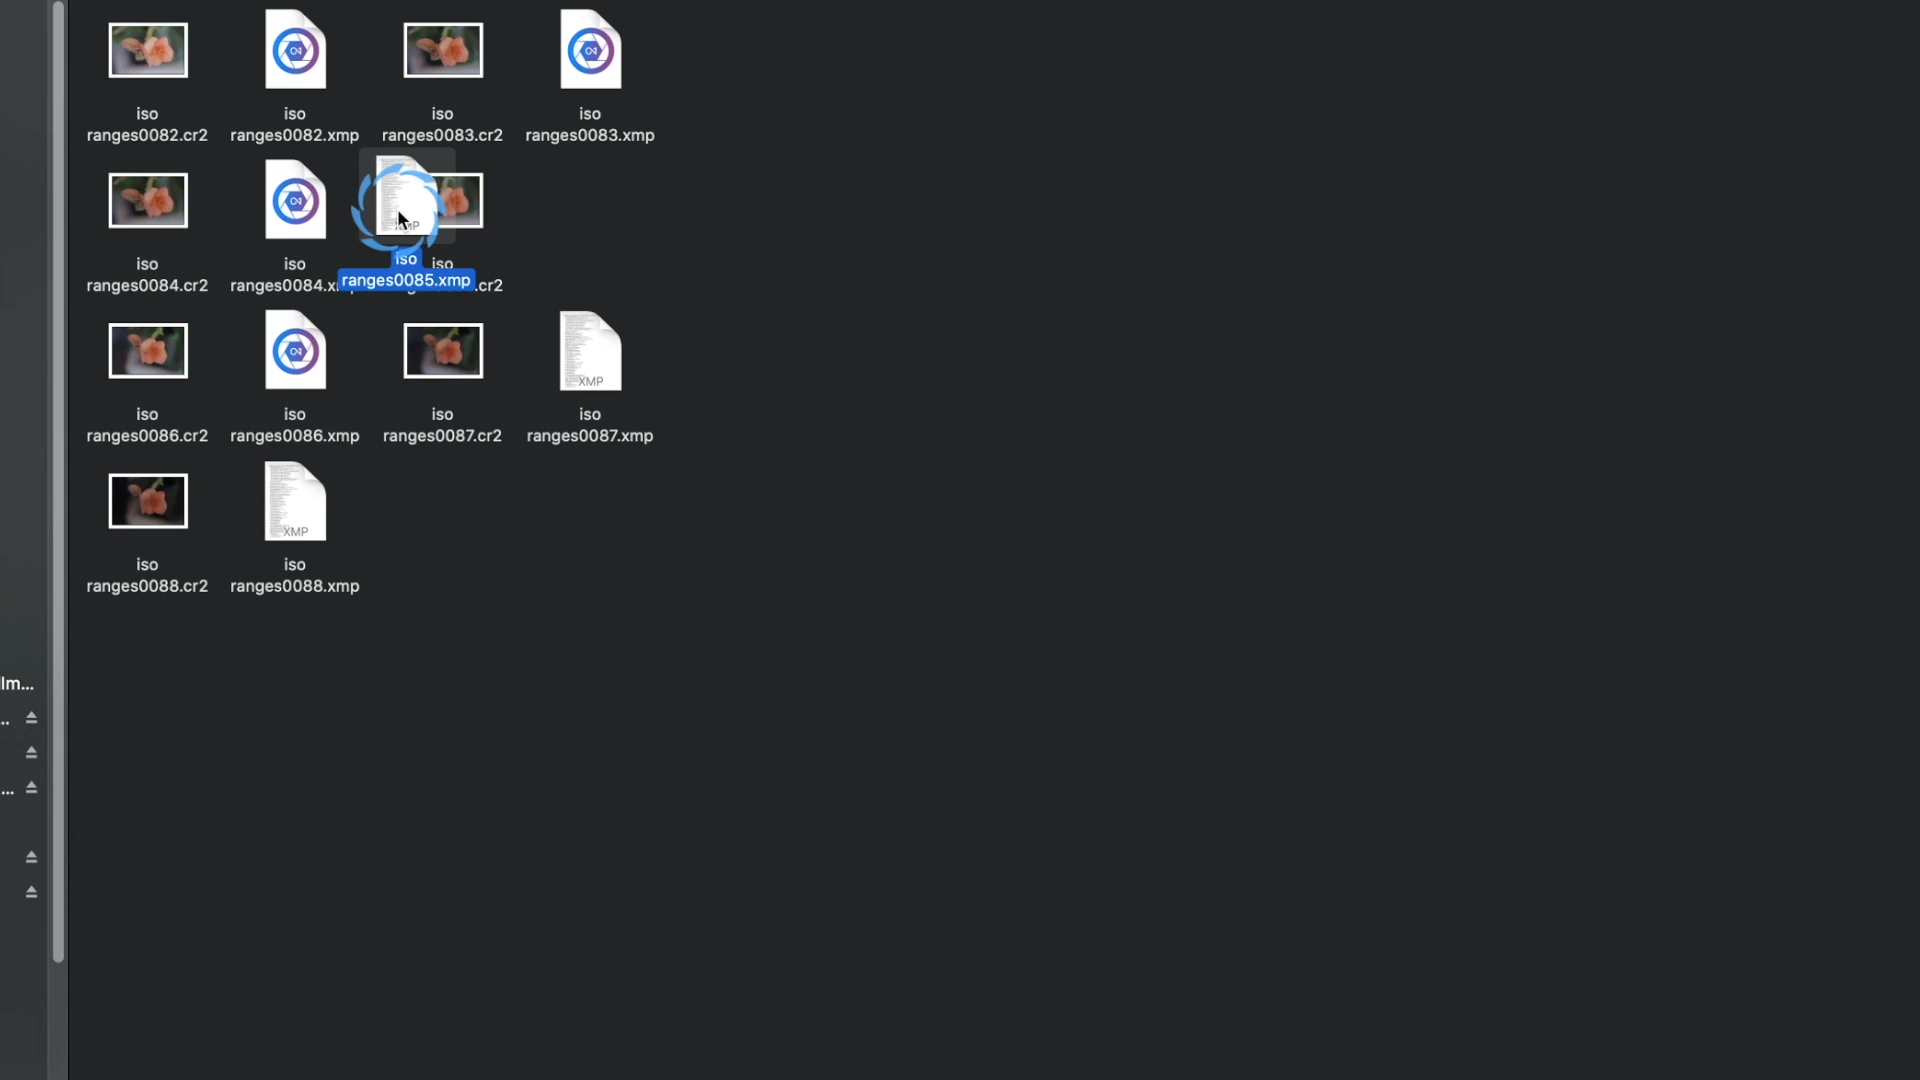 iso
ranges0082.cr2
iso
ranges0082.xmp
iso
ranges0083.cr2
iso
ranges0083.xmp
iso
ranges0084.cr2
iso
ranges0084.x
XMP
iso
ranges0085.xmp
iso
.cr2
iso
ranges0086.cr2
iso
ranges0086.xmp
iso
ranges0087.cr2
XMP
iso
ranges0087.xmp
iso
ranges0088.cr2
XMP
iso
ranges0088.xmp
lm...
..
...